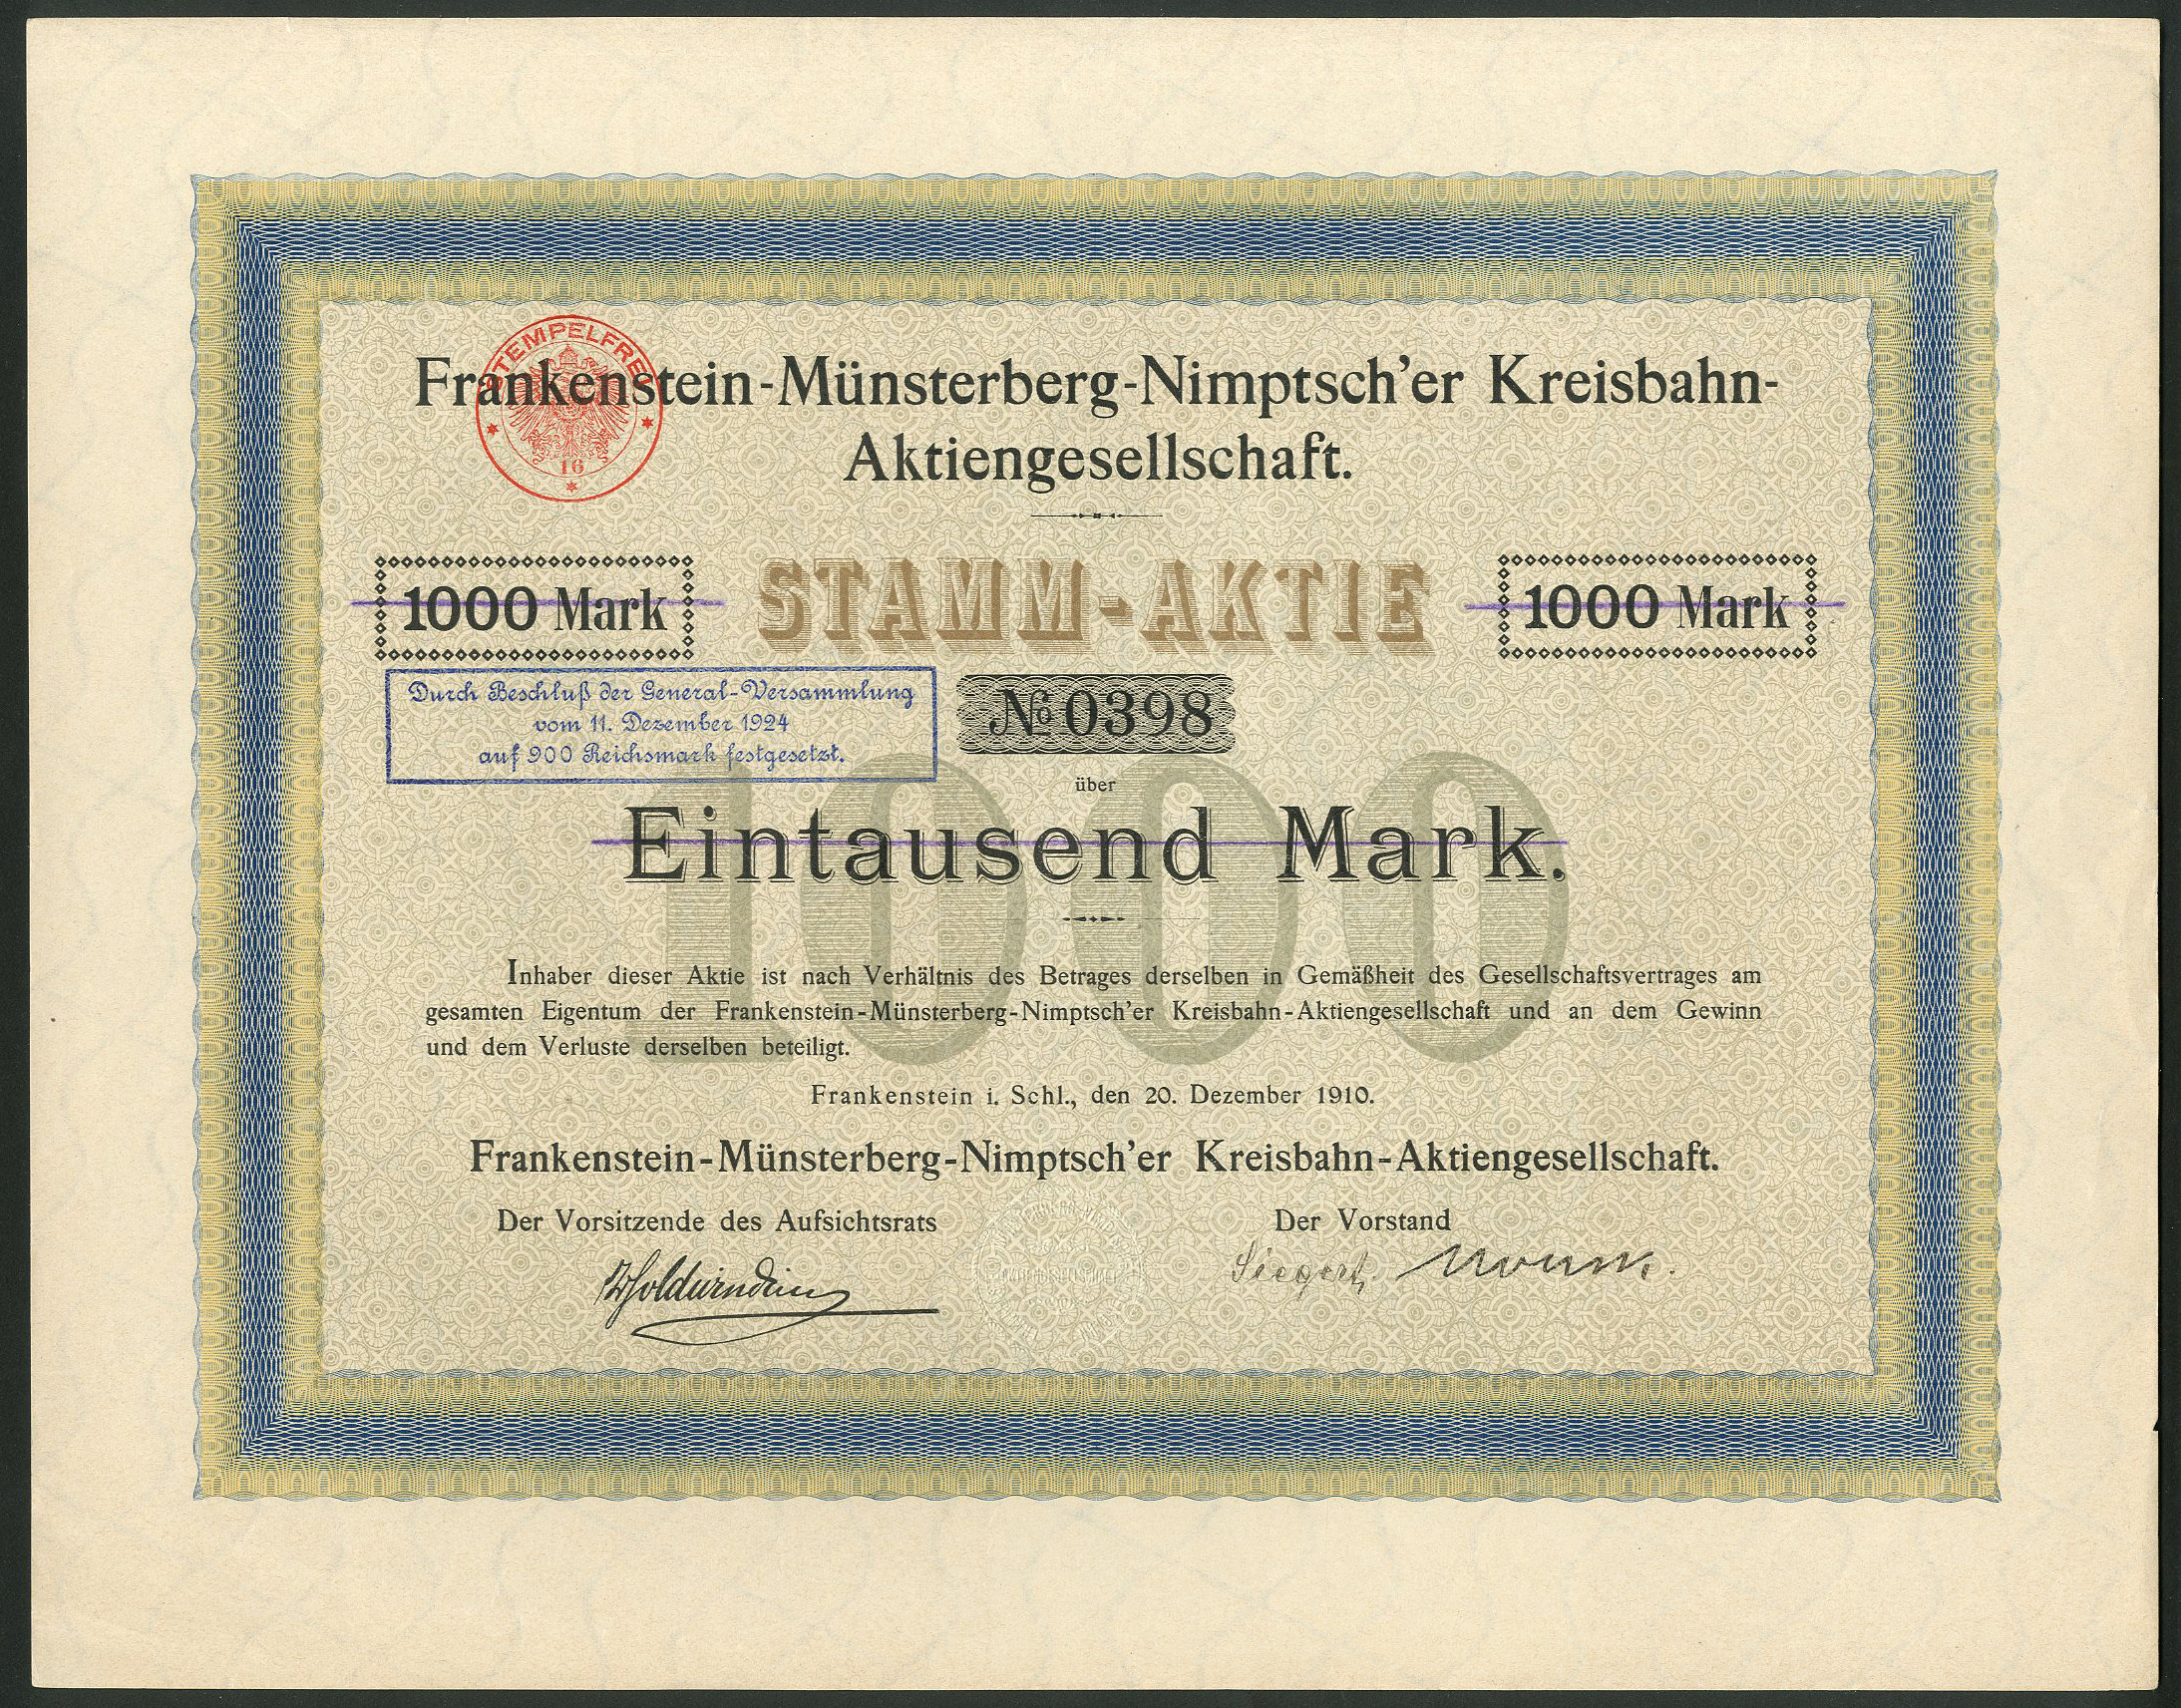 STEMPELFREI
16
Frankenstein-Münsterberg-Nimptsch'er Kreisbahn-
Aktiengesellschaft.
1000 Mark STAMM-AKTIE 1000 Mark
Durch Beschluß der General-Versammlung
vom 11. Dezember 1924
auf 900 Reichsmark festgesetzt.
№ 0398
über
1000
Eintausend Mark.
Inhaber dieser Aktie ist nach Verhältnis des Betrages derselben in Gemäßheit des Gesellschaftsvertrages am
gesamten Eigentum der Frankenstein-Münsterberg-Nimptsch'er Kreisbahn-Aktiengesellschaft und an dem Gewinn
und dem Verluste derselben beteiligt.
Frankenstein i. Schl., den 20. Dezember 1910.
Frankenstein-Münsterberg-Nimptsch'er Kreisbahn-Aktiengesellschaft.
Der Vorsitzende des Aufsichtsrats Der Vorstand
Siegert.